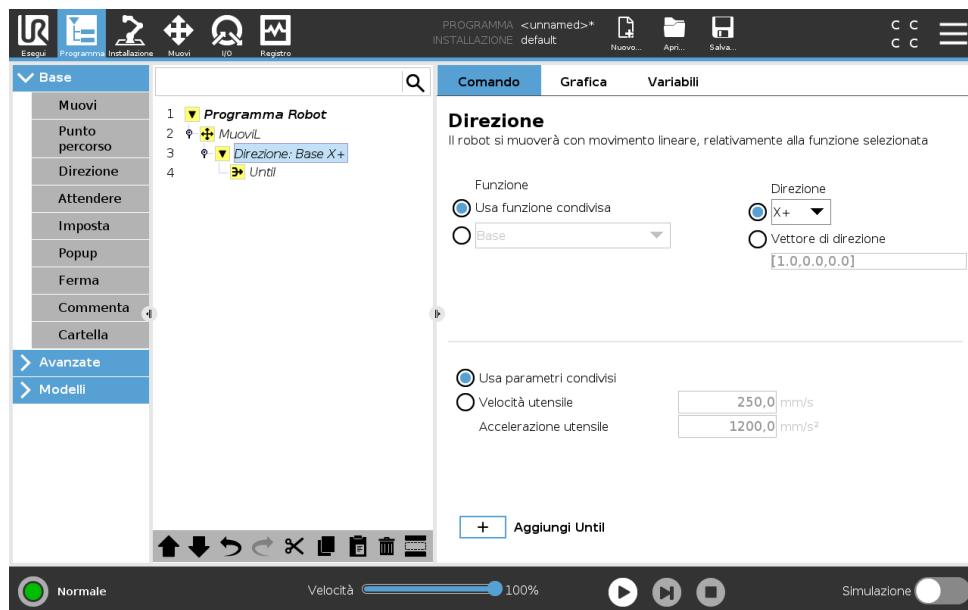 PROGRAMMA <unnamed>*
INSTALLAZIONE default
Esegui Programma Installazione Muovi I/O Registro
Nuovo... Apri... Salva...
C C
C C
Base
Muovi
Punto percorso
Direzione
Attendere
Imposta
Popup
Ferma
Commenta
Cartella
Avanzate
Modelli
1 Programma Robot
2 MuoviL
3 Direzione: Base X+
4 Until
Comando Grafica Variabili
Direzione
Il robot si muoverà con movimento lineare, relativamente alla funzione selezionata
Funzione
Usa funzione condivisa
Base
Direzione
X+
Vettore di direzione
[1.0,0.0,0.0]
Usa parametri condivisi
Velocità utensile 250,0 mm/s
Accelerazione utensile 1200,0 mm/s²
+ Aggiungi Until
Normale
Velocità 100%
Simulazione